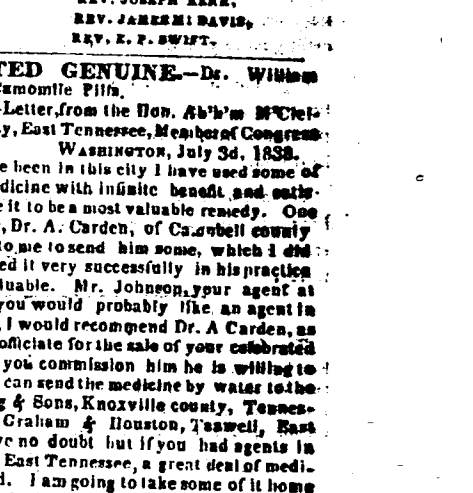 REV. JAMES M. DAVIS,
REV. E. P. SWIFT.
TED GENUINE.—Dr. William
Camomile Pills.
Letter, from the Hon. Ab'h'm M'Clel-
y, East Tennessee, Member of Congress
WASHINGTON, July 3d, 1838.
e been in this city I have used some of
dicine with infinite benefit and satis-
e it to be a most valuable remedy. One
, Dr. A. Carden, of Campbell county
to me to send him some, which I did
ed it very successfully in his practice
luable. Mr. Johnson, your agent at
you would probably like an agent in
, I would recommend Dr. A Carden, as
officiate for the sale of your celebrated
you commission him he is willing to
can send the medicine by water to the
g & Sons, Knoxville county, Tennes-
Graham & Houston, Tazwell, East
ve no doubt but if you had agents in
East Tennessee, a great deal of medi-
d. I am going to take some of it home